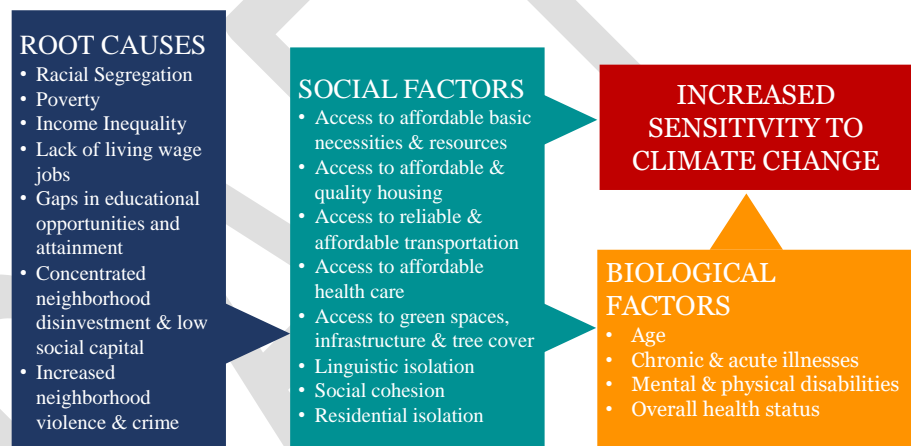 ROOT CAUSES
• Racial Segregation
• Poverty
• Income Inequality
• Lack of living wage
jobs
• Gaps in educational
opportunities and
attainment
• Concentrated
neighborhood
disinvestment & low
social capital
• Increased
neighborhood
violence & crime
SOCIAL FACTORS
• Access to affordable basic
necessities & resources
• Access to affordable &
quality housing
• Access to reliable &
affordable transportation
• Access to affordable
health care
• Access to green spaces,
infrastructure & tree cover
• Linguistic isolation
• Social cohesion
• Residential isolation
INCREASED
SENSITIVITY TO
CLIMATE CHANGE
BIOLOGICAL
FACTORS
• Age
• Chronic & acute illnesses
• Mental & physical disabilities
• Overall health status